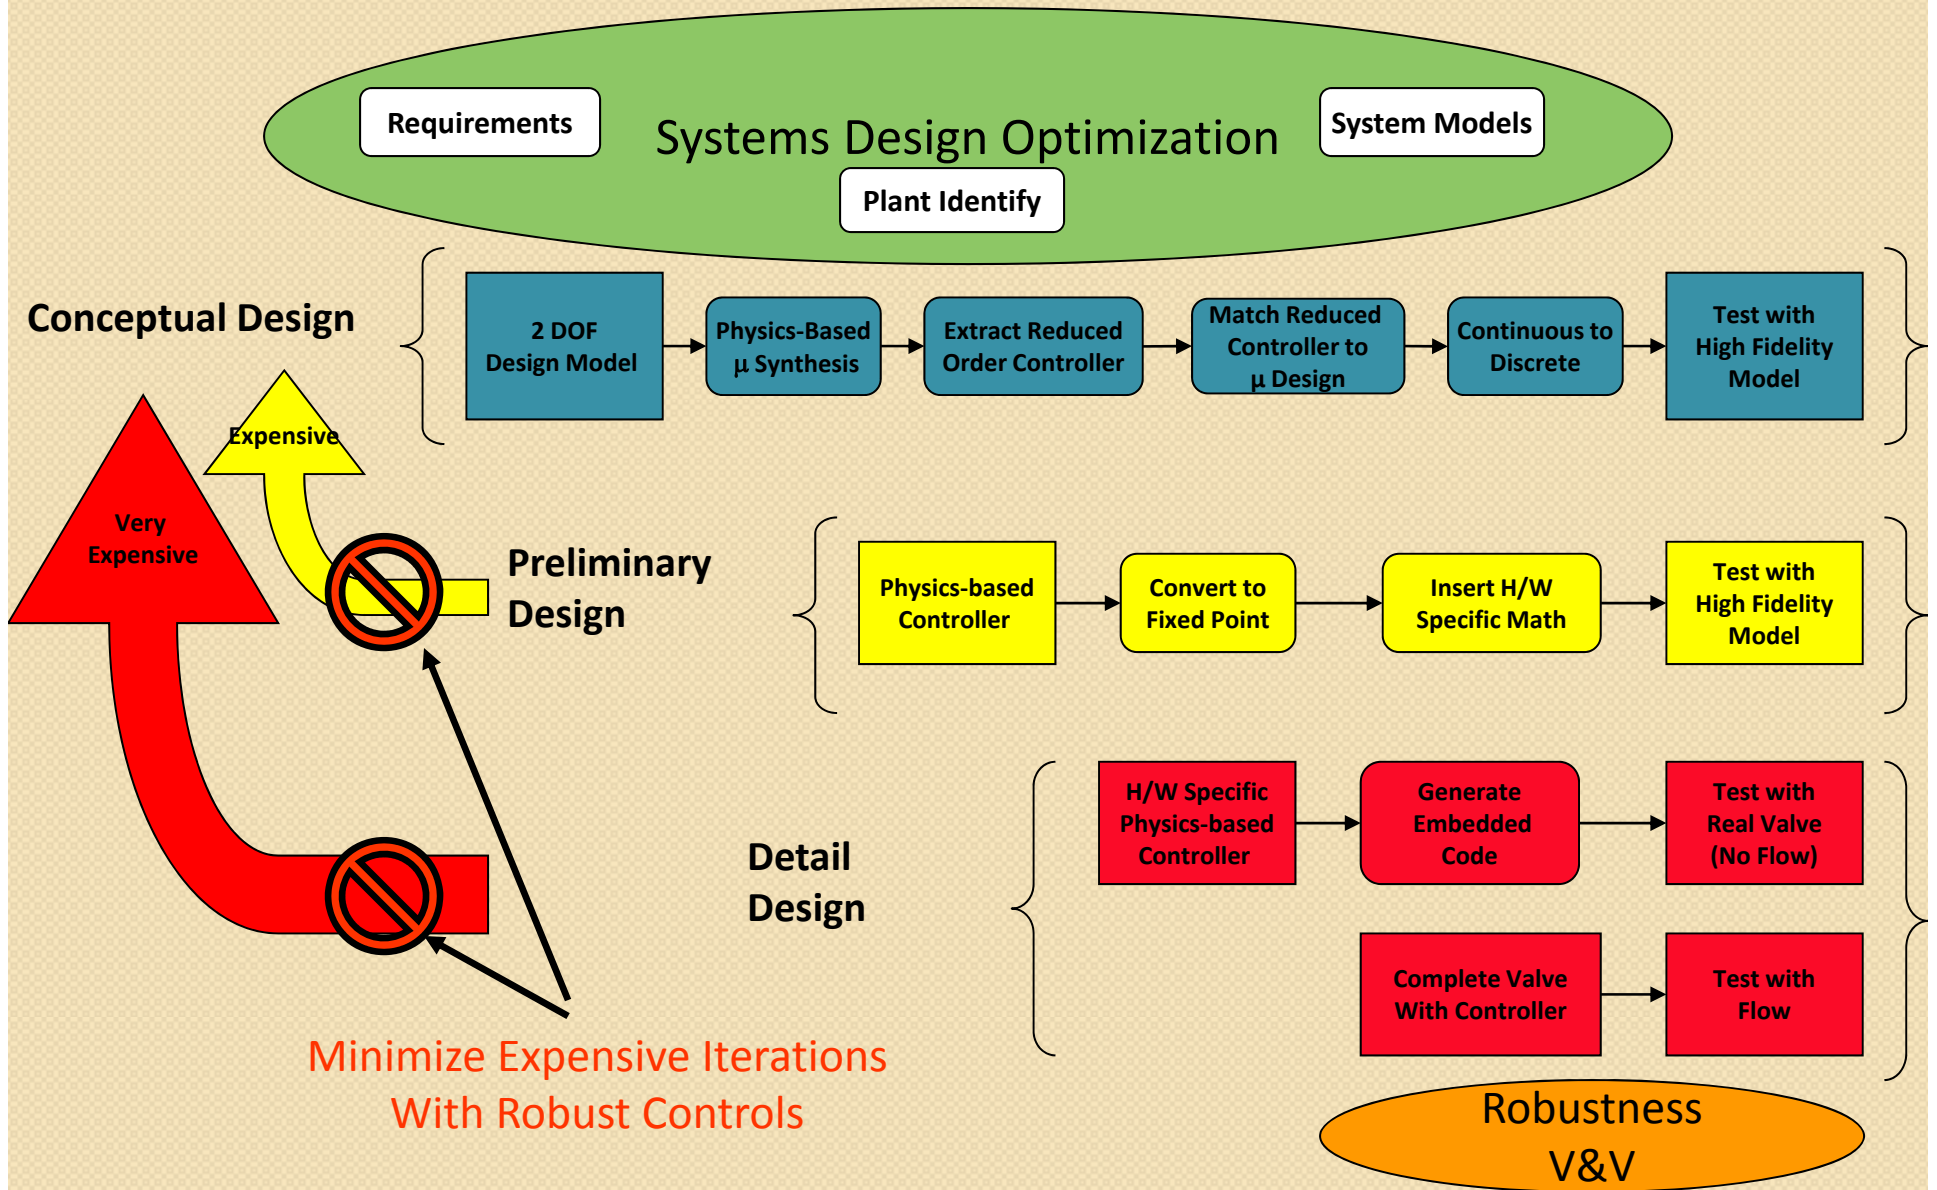 Requirements
Systems Design Optimization
System Models
Plant Identify
Conceptual Design
2 DOF
Design Model
Physics-Based
μ Synthesis
Extract Reduced
Order Controller
Match Reduced
Controller to
μ Design
Continuous to
Discrete
Test with
High Fidelity
Model
Expensive
Very
Expensive
Preliminary
Design
Physics-based
Controller
Convert to
Fixed Point
Insert H/W
Specific Math
Test with
High Fidelity
Model
Detail
Design
H/W Specific
Physics-based
Controller
Generate
Embedded
Code
Test with
Real Valve
(No Flow)
Complete Valve
With Controller
Test with
Flow
Minimize Expensive Iterations
With Robust Controls
Robustness
V&V